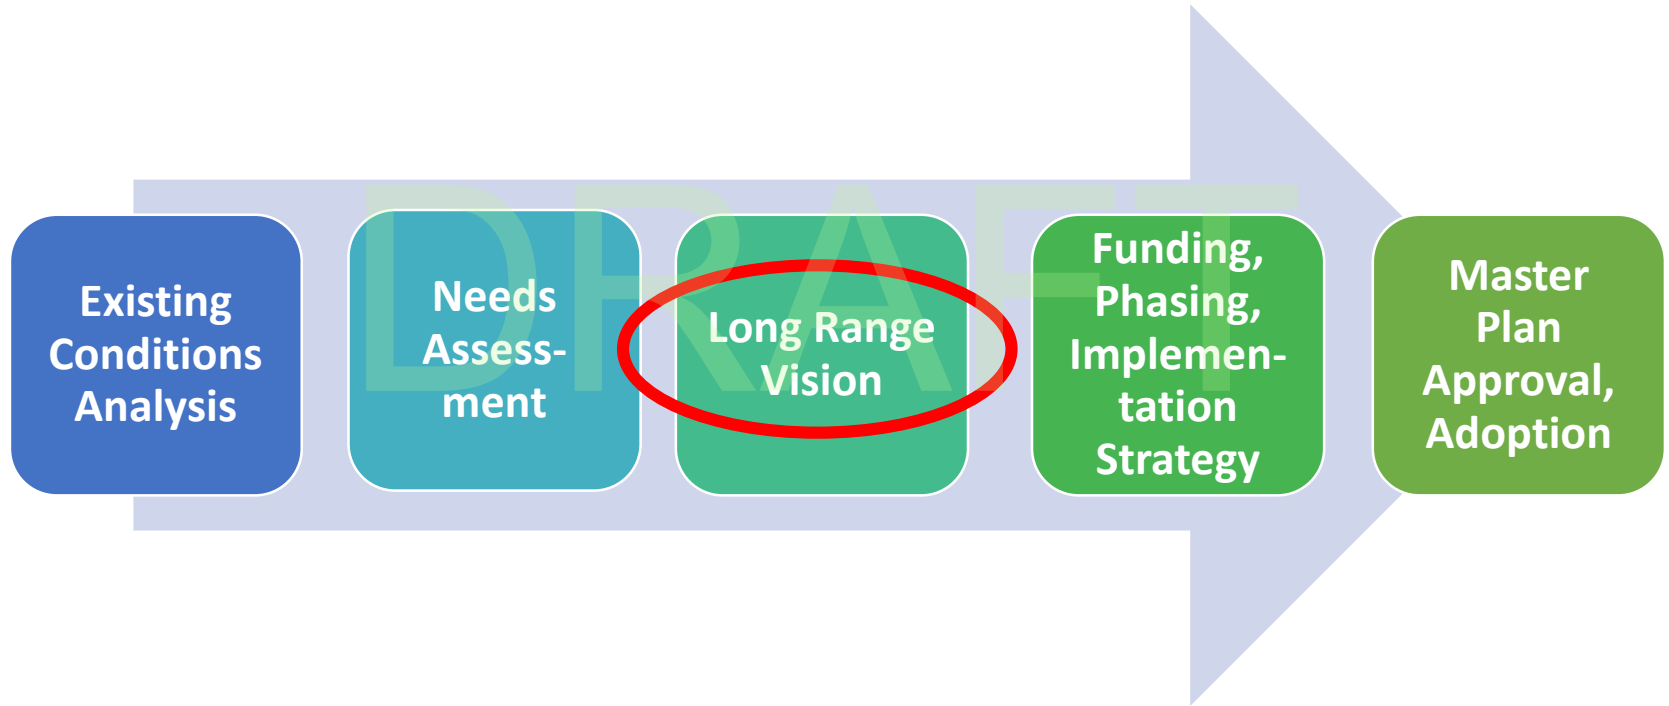 Existing
Conditions
Analysis
Needs
Assess-
ment
Long Range
Vision
Funding,
Phasing,
Implemen-
tation
Strategy
Master
Plan
Approval,
Adoption
DRAFT